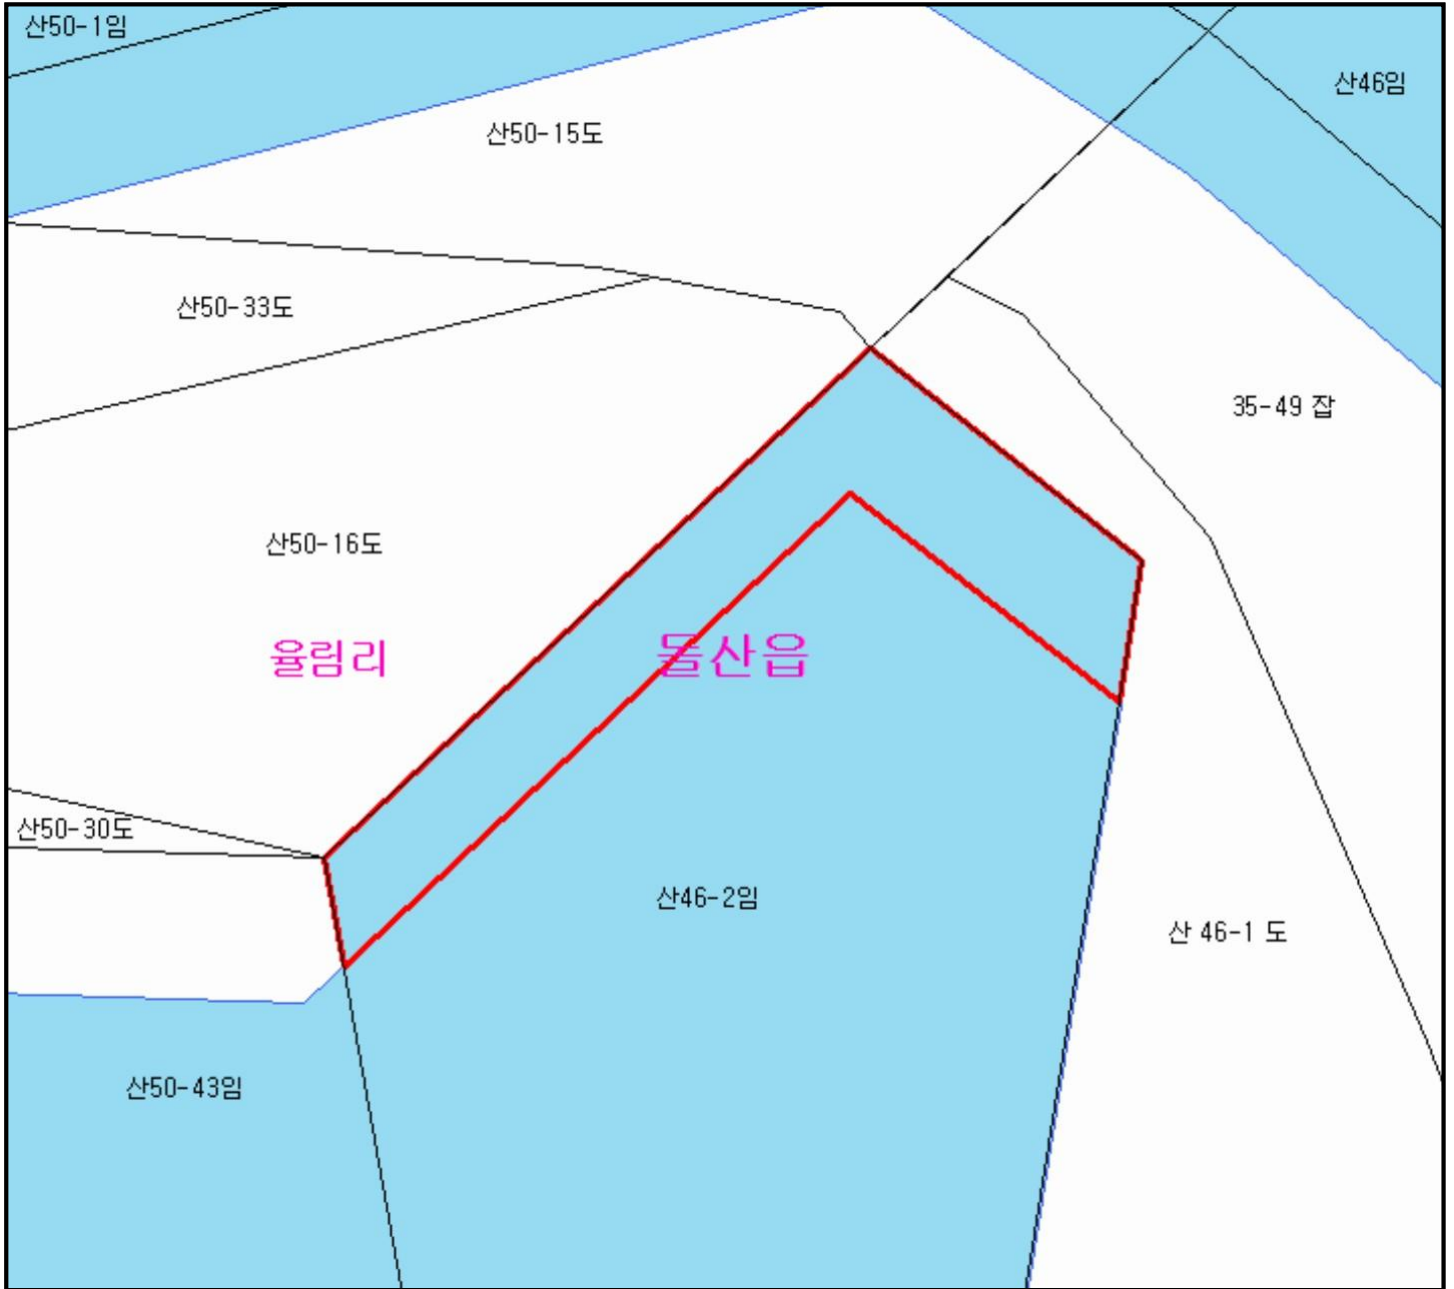 산50-1임
산46임
산50-15도
산50-33도
35-49 잡
산50-16도
율림리
돌산읍
산50-30도
산46-2임
산 46-1 도
산50-43임